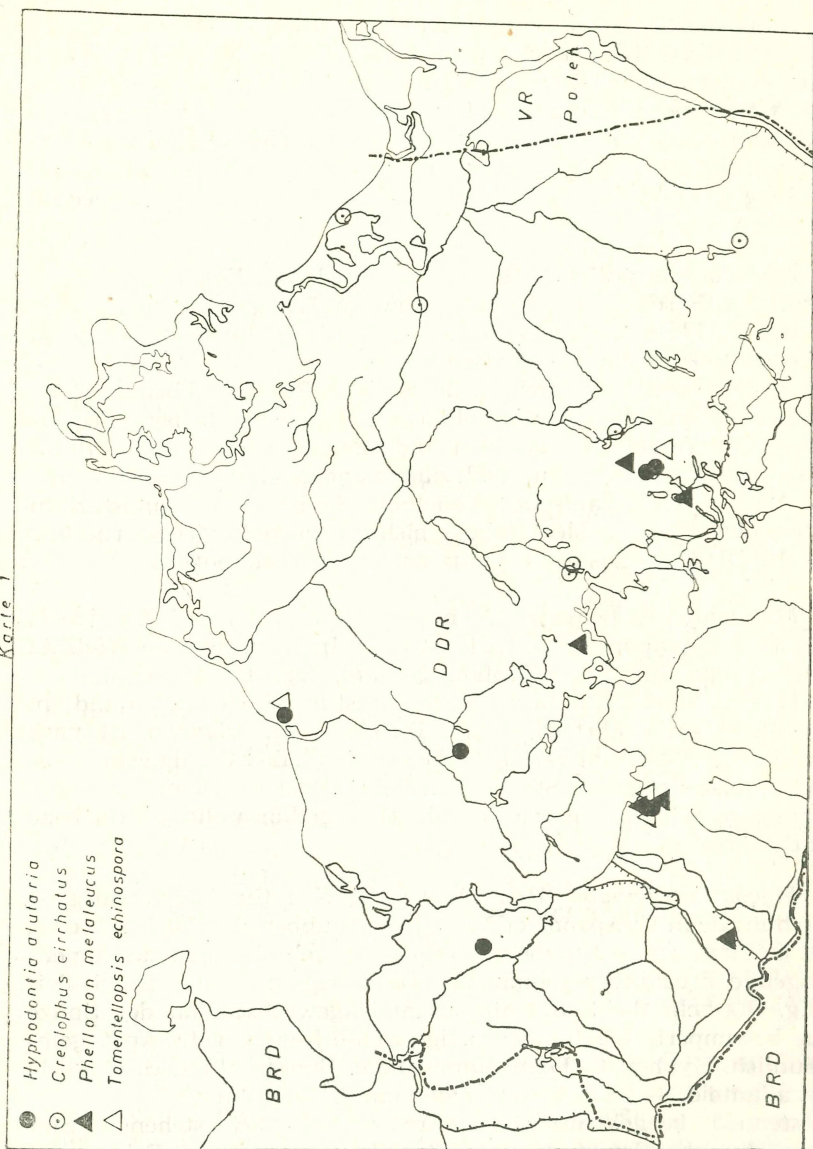 Karte 1
● Hyphodontia alutaria
⊙ Creolophus cirrhatus
▲ Phellodon melaleucus
△ Tomentellopsis echinospora
BRD
DDR
VR
Polen
BRD